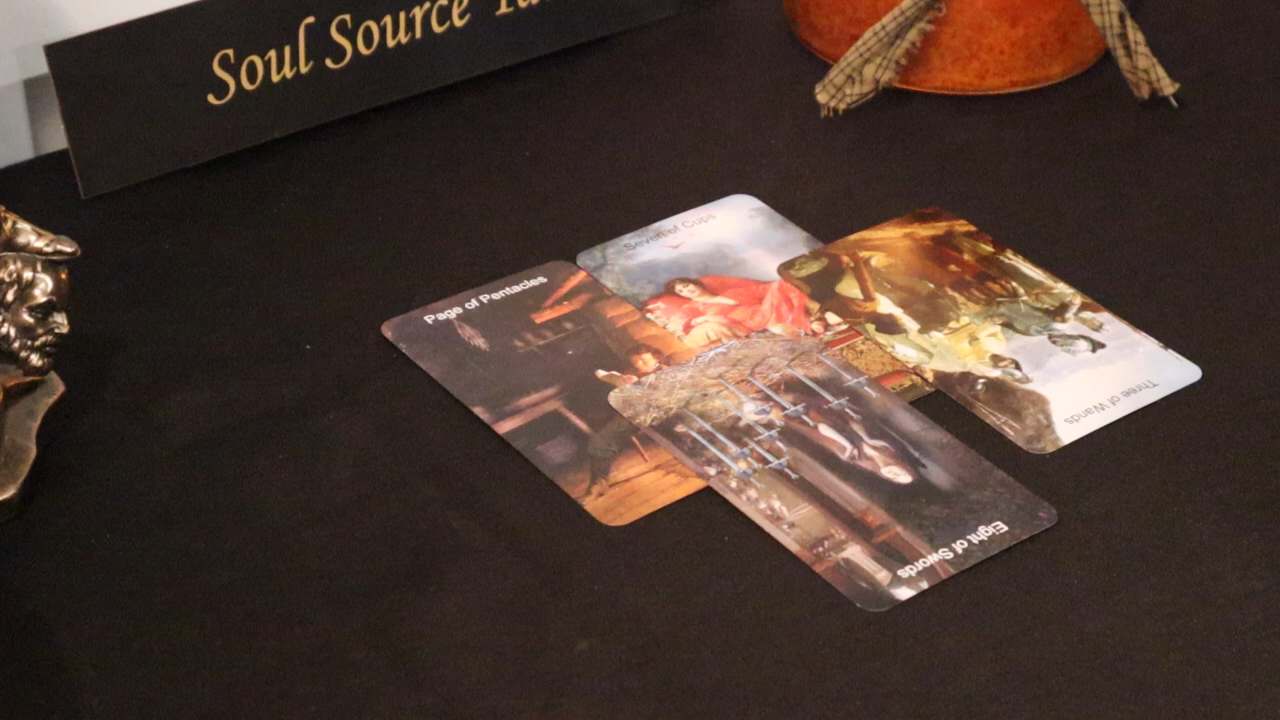 Soul Source
Seven of Cups
Page of Pentacles
Three of Wands
Eight of Swords